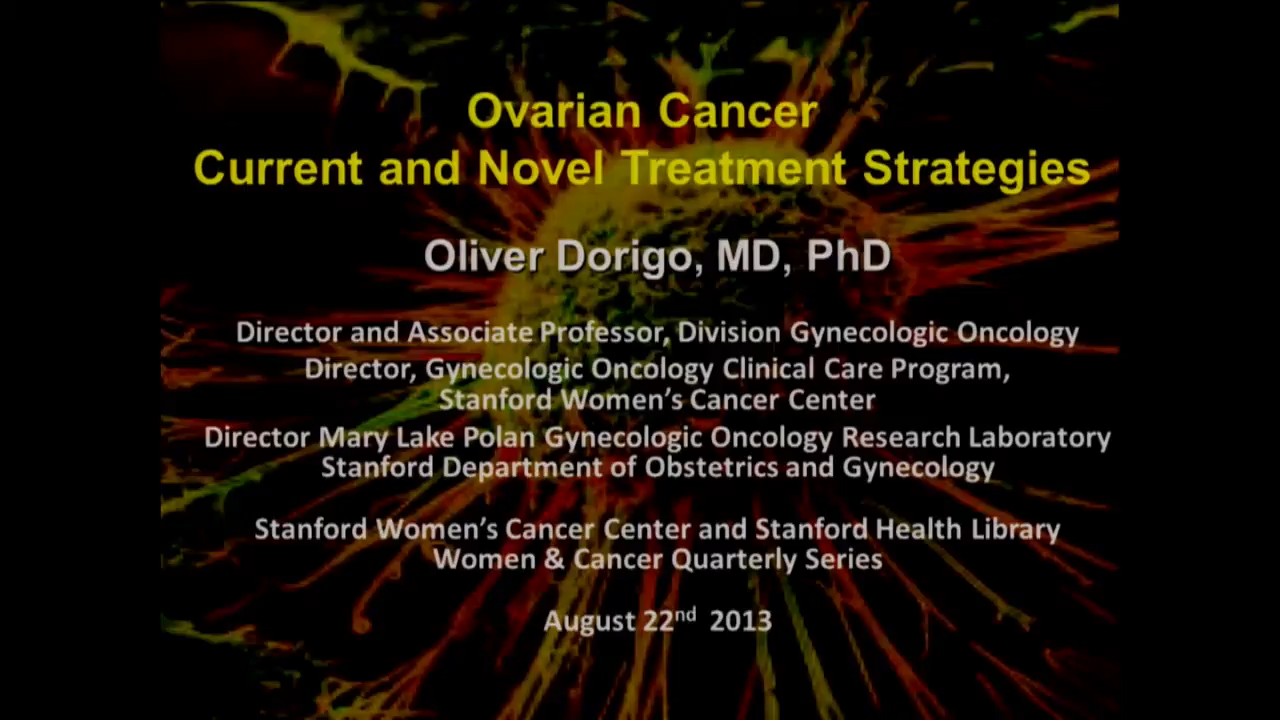 Ovarian Cancer
Current and Novel Treatment Strategies
Oliver Dorigo, MD, PhD
Director and Associate Professor, Division Gynecologic Oncology
Director, Gynecologic Oncology Clinical Care Program,
Stanford Women's Cancer Center
Director Mary Lake Polan Gynecologic Oncology Research Laboratory
Stanford Department of Obstetrics and Gynecology
Stanford Women's Cancer Center and Stanford Health Library
Women & Cancer Quarterly Series
August 22nd 2013